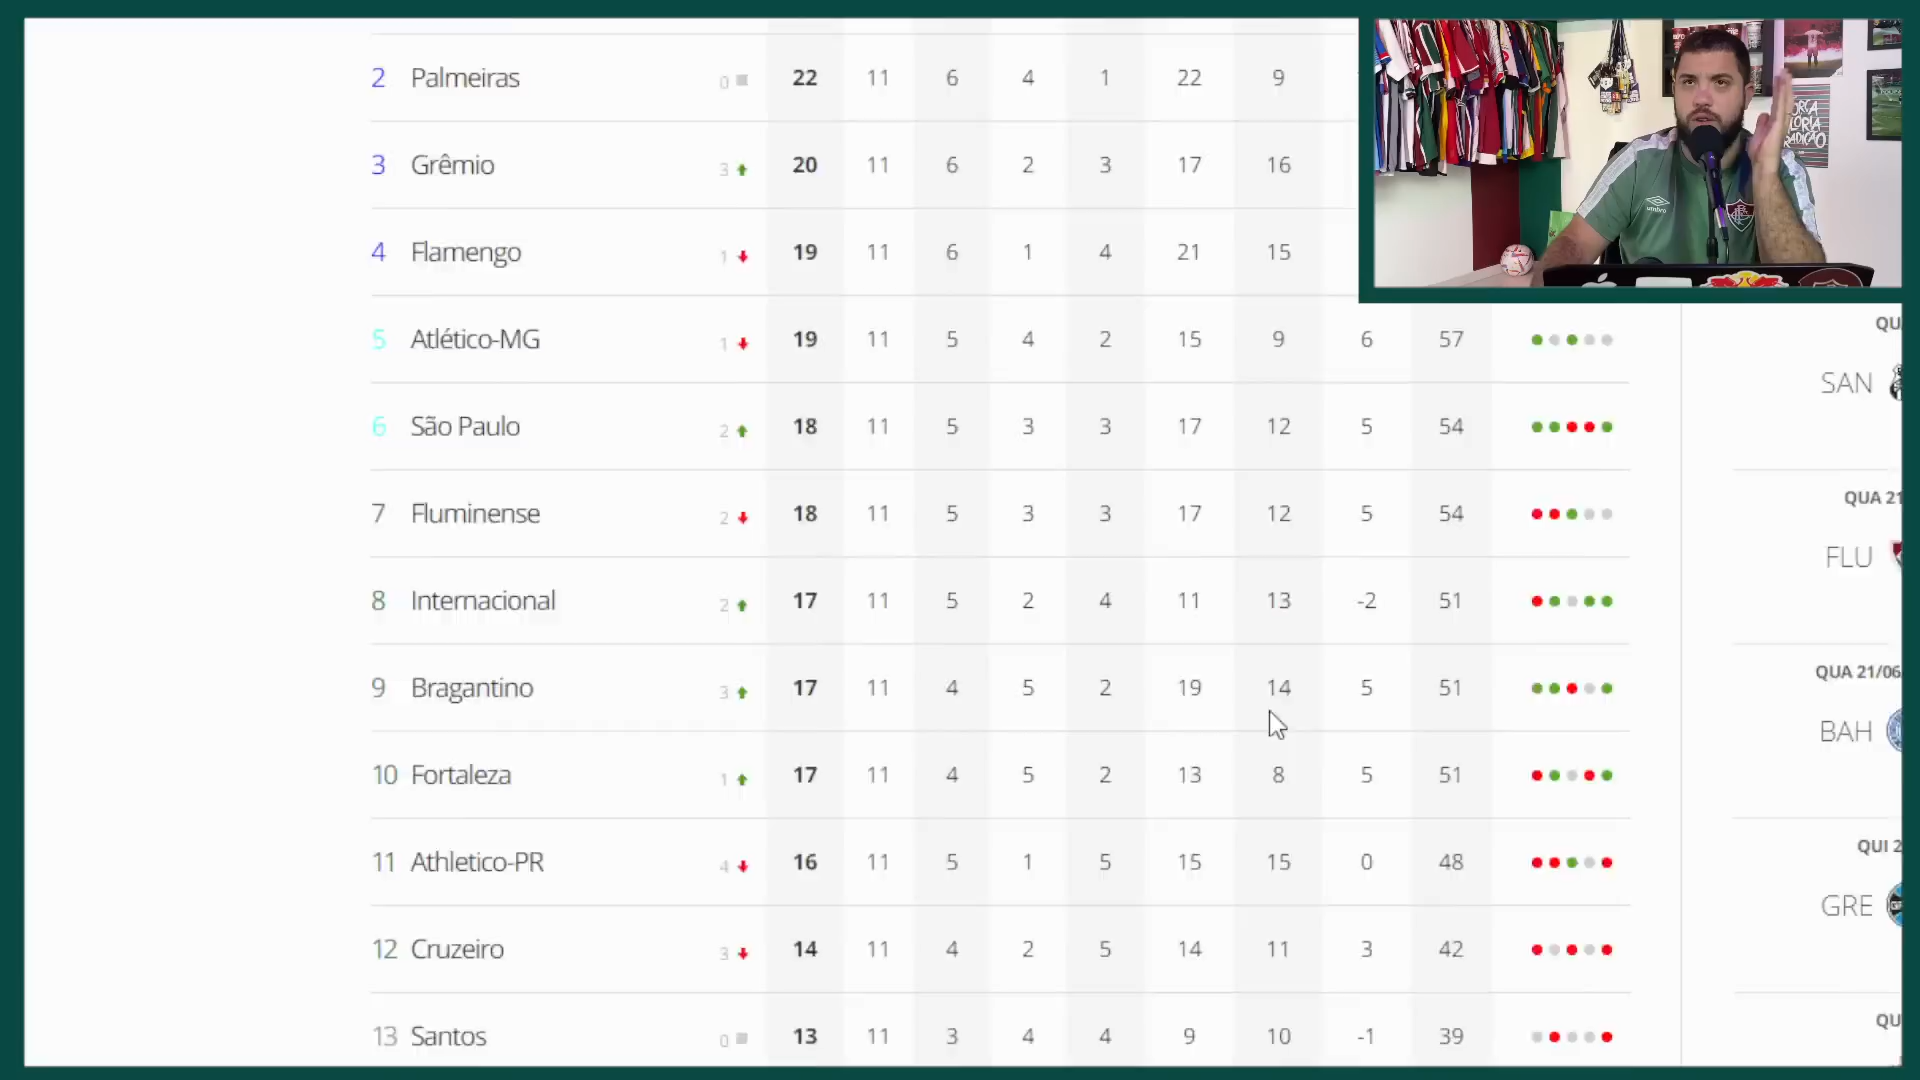 2 Palmeiras 0 22 11 6 4 1 22 9
3 Grêmio 3 20 11 6 2 3 17 16
4 Flamengo 1 19 11 6 1 4 21 15
5 Atlético-MG 1 19 11 5 4 2 15 9 6 57
6 São Paulo 2 18 11 5 3 3 17 12 5 54
7 Fluminense 2 18 11 5 3 3 17 12 5 54
8 Internacional 2 17 11 5 2 4 11 13 -2 51
9 Bragantino 3 17 11 4 5 2 19 14 5 51
10 Fortaleza 1 17 11 4 5 2 13 8 5 51
11 Athletico-PR 4 16 11 5 1 5 15 15 0 48
12 Cruzeiro 3 14 11 4 2 5 14 11 3 42
13 Santos 0 13 11 3 4 4 9 10 -1 39
umbro
QU
SAN
QUA 21
FLU
QUA 21/06
BAH
QUI 2
GRE
QU